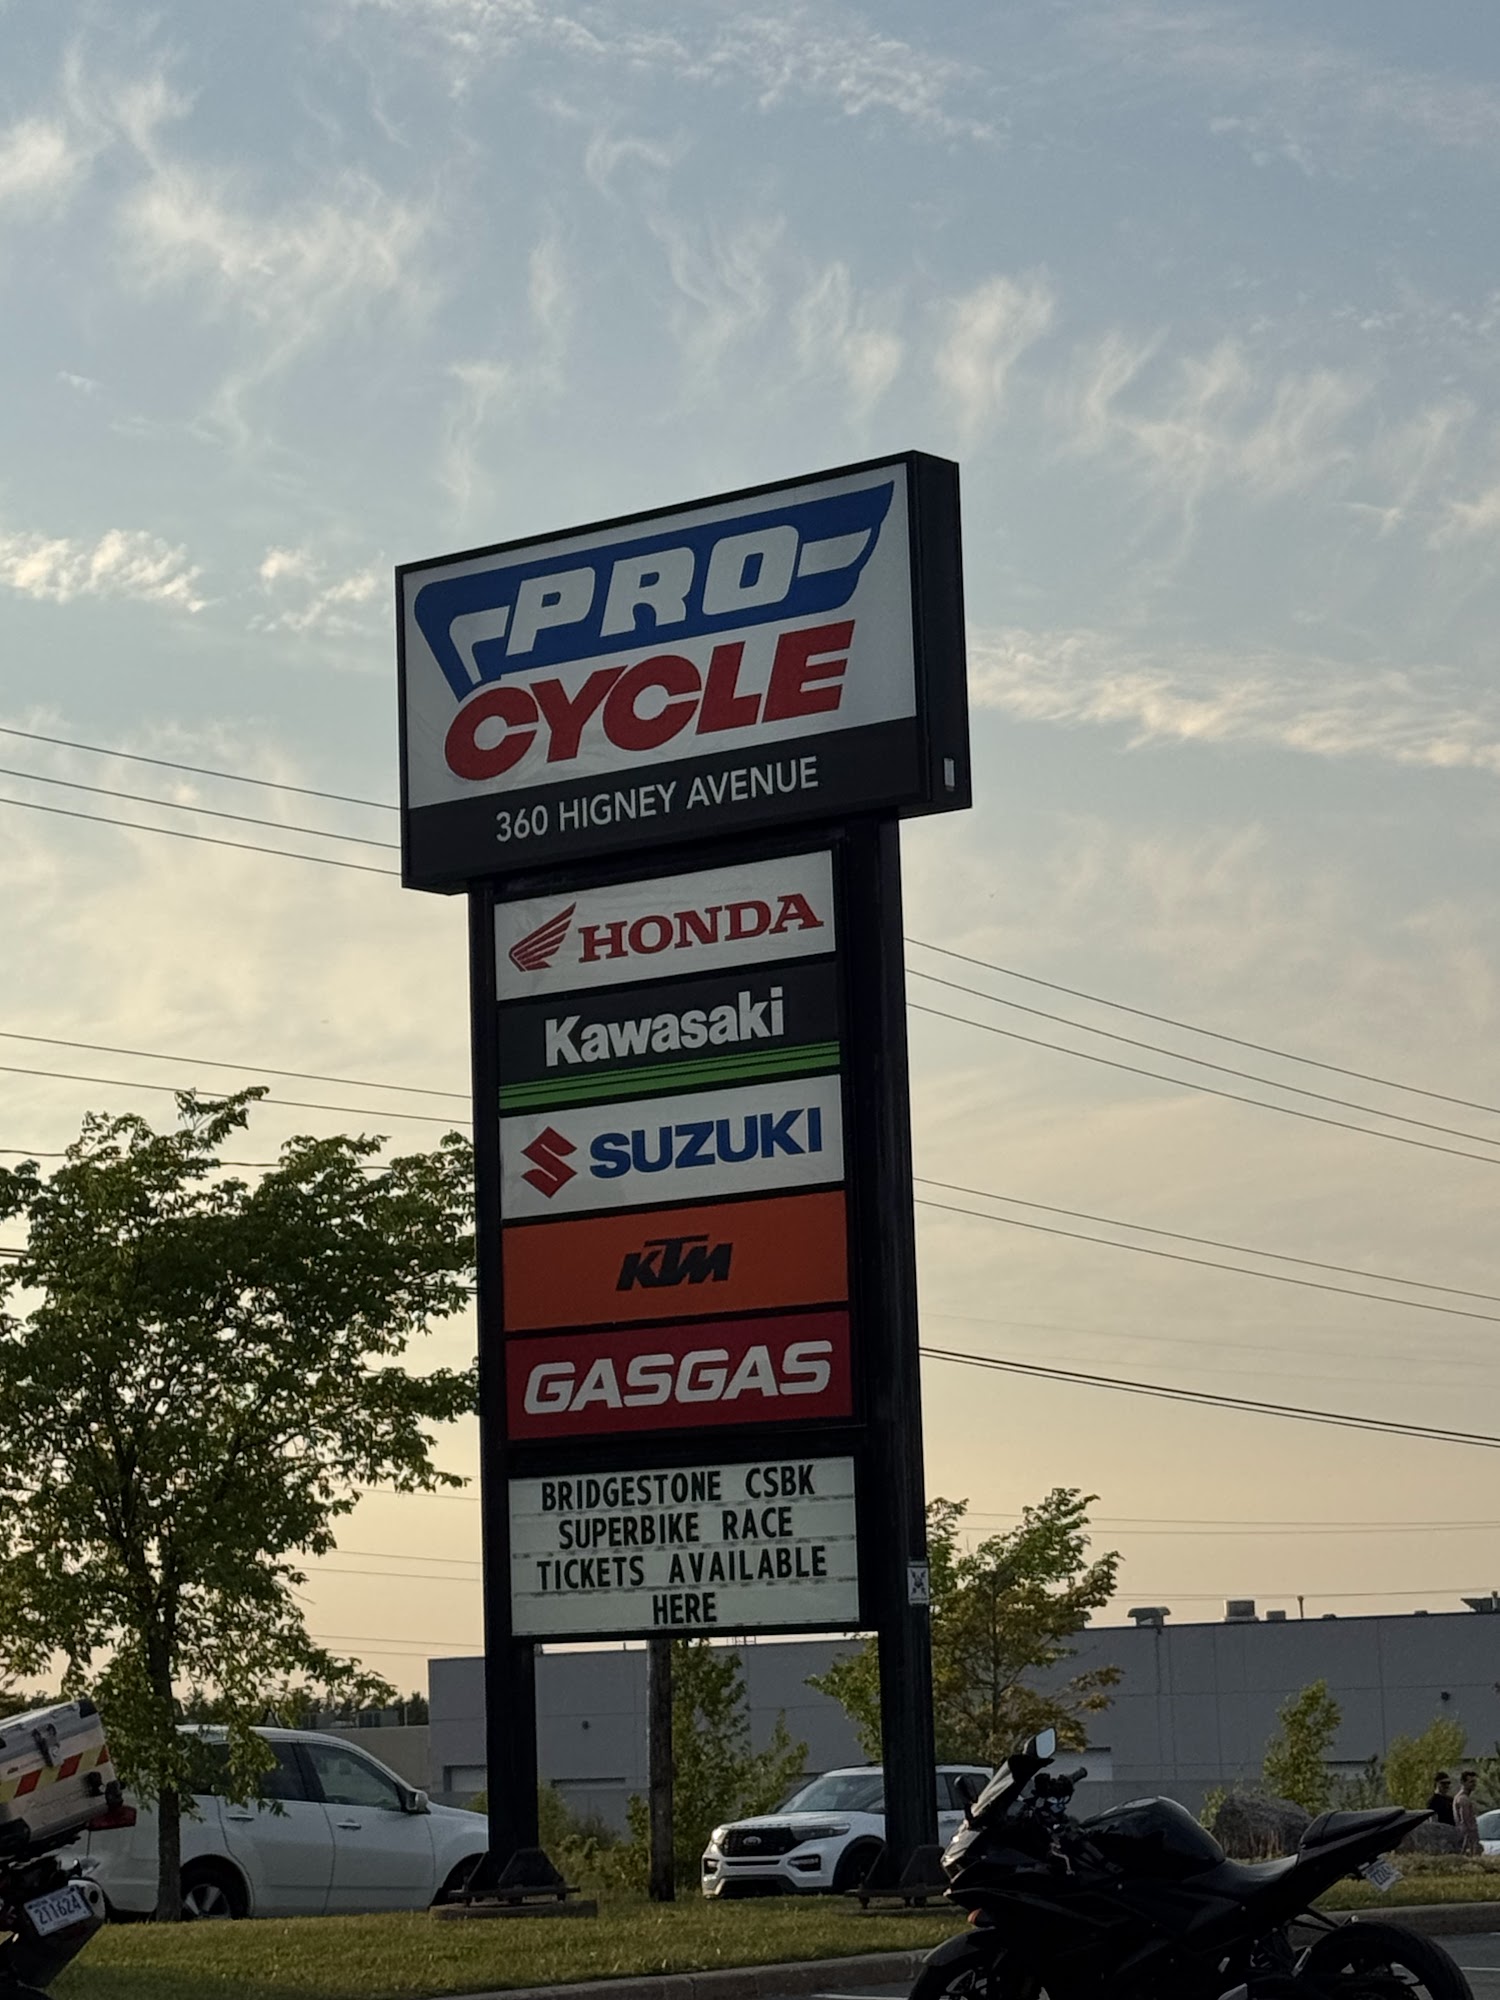 PRO
CYCLE
360 HIGNEY AVENUE
HONDA
Kawasaki
SUZUKI
KTM
GASGAS
BRIDGESTONE CSBK
SUPERBIKE RACE
TICKETS AVAILABLE
HERE